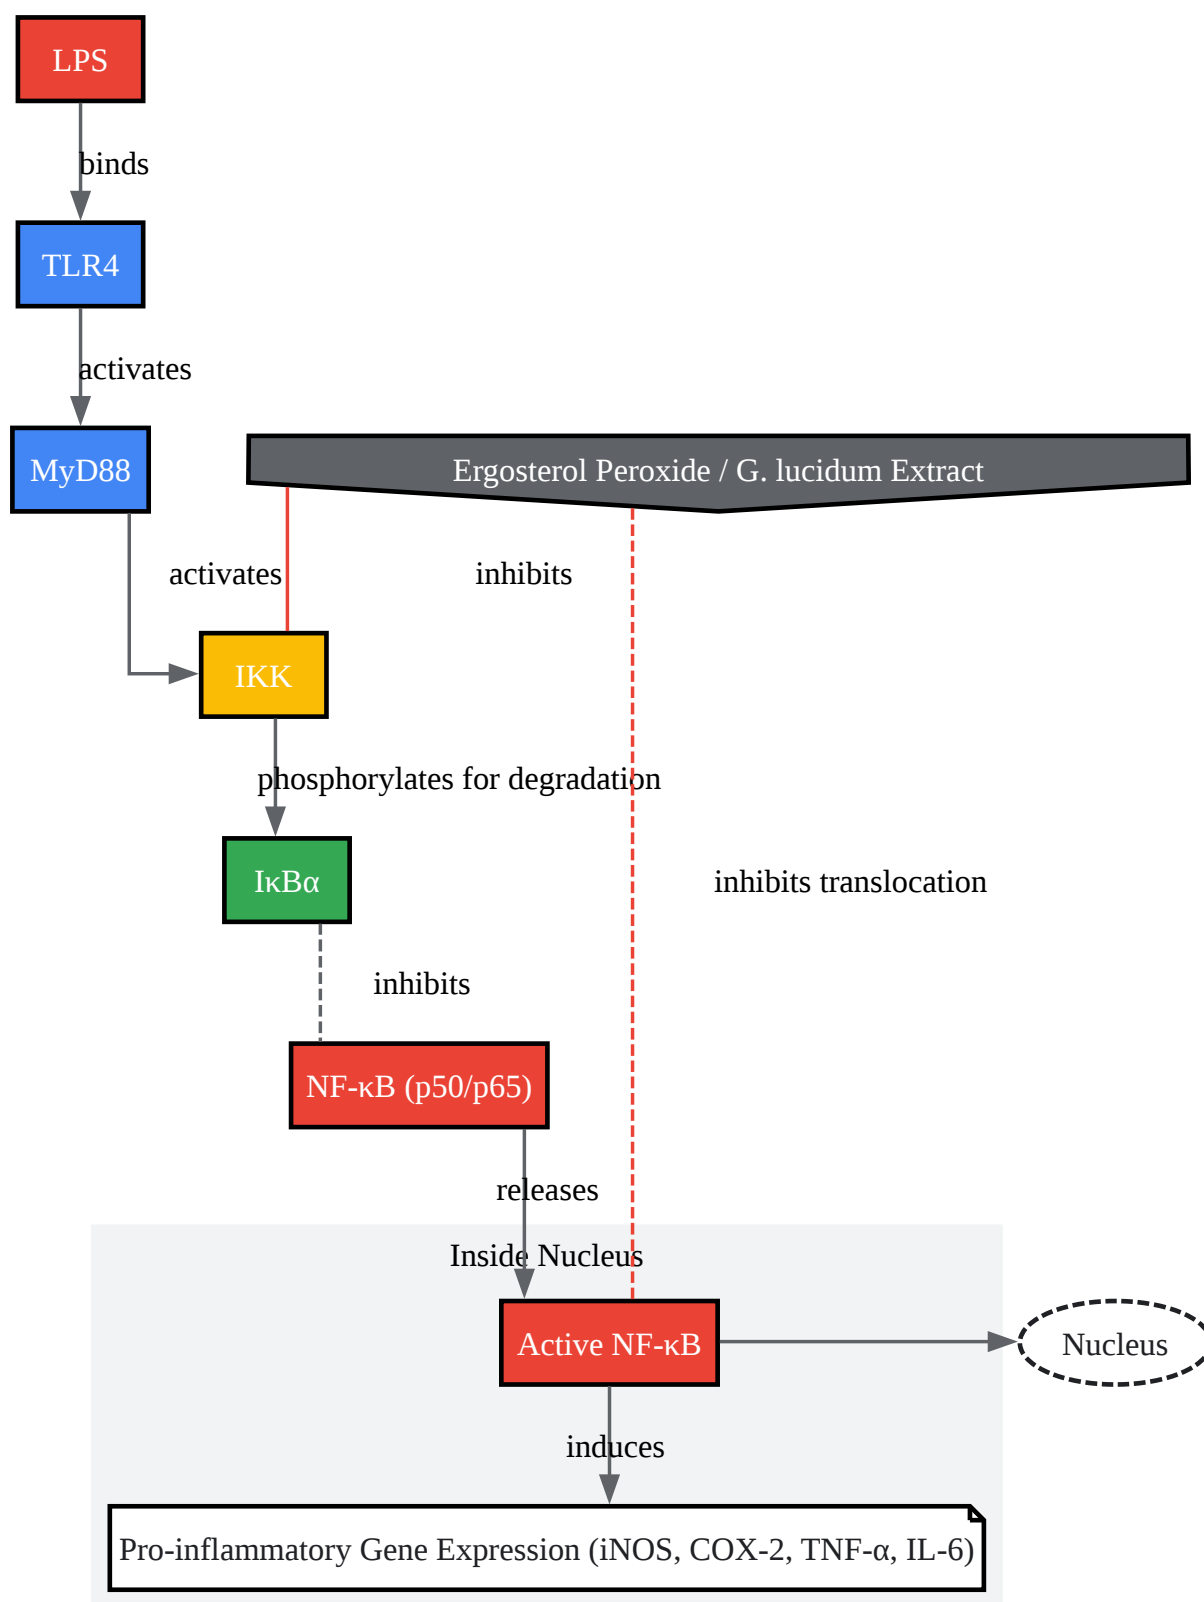 LPS
binds
TLR4
activates
MyD88
Ergosterol Peroxide / G. lucidum Extract
activates
inhibits
IKK
phosphorylates for degradation
IκBα
inhibits translocation
inhibits
NF-κB (p50/p65)
releases
Inside Nucleus
Active NF-κB
Nucleus
induces
Pro-inflammatory Gene Expression (iNOS, COX-2, TNF-α, IL-6)